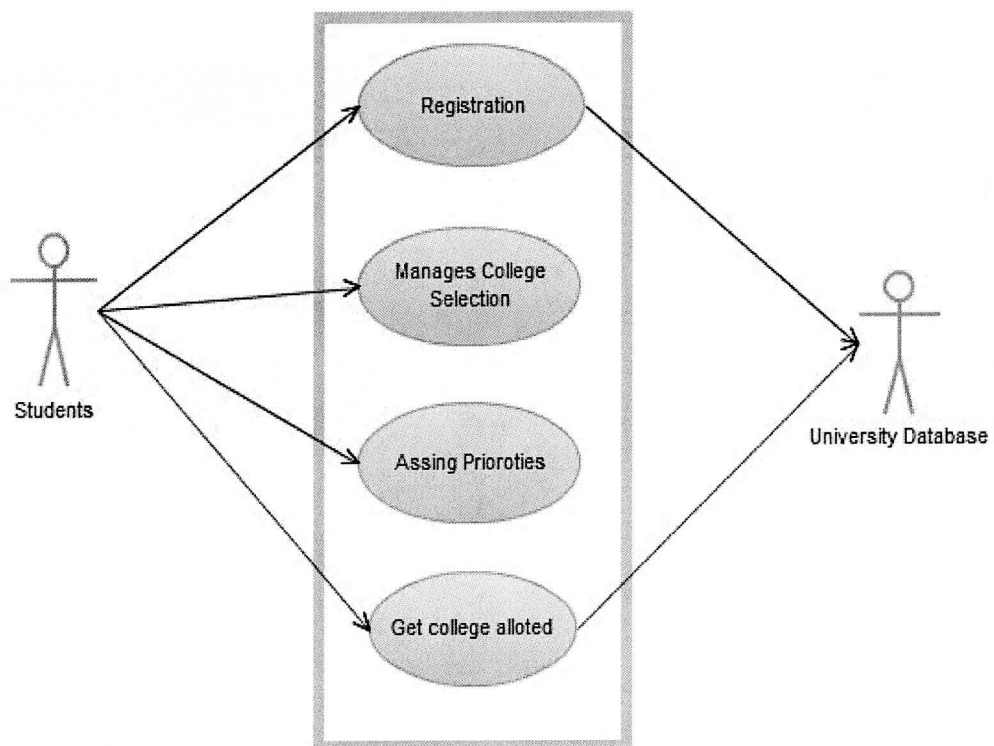 Registration
Manages College
Selection
Students
Assing Prioroties
University Database
Get college alloted